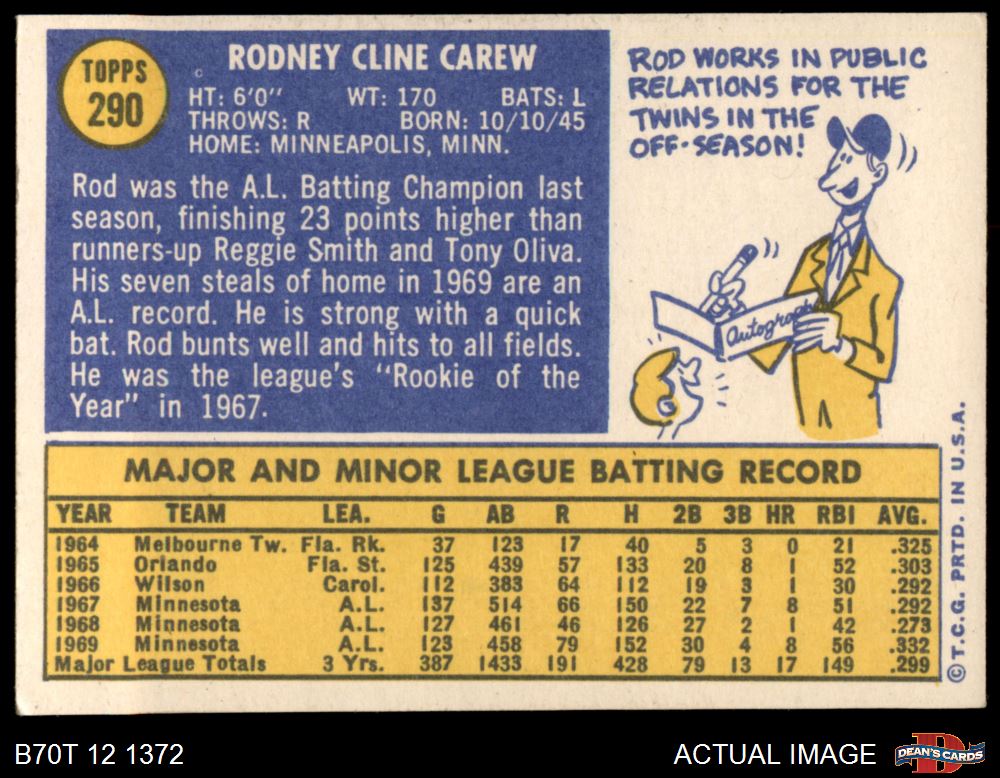 TOPPS
290
RODNEY CLINE CAREW
HT: 6'0" WT: 170 BATS: L
THROWS: R BORN: 10/10/45
HOME: MINNEAPOLIS, MINN.
Rod was the A.L. Batting Champion last
season, finishing 23 points higher than
runners-up Reggie Smith and Tony Oliva.
His seven steals of home in 1969 are an
A.L. record. He is strong with a quick
bat. Rod bunts well and hits to all fields.
He was the league's "Rookie of the
Year" in 1967.
ROD WORKS IN PUBLIC
RELATIONS FOR THE
TWINS IN THE
OFF-SEASON!
Autograph
MAJOR AND MINOR LEAGUE BATTING RECORD
YEAR TEAM LEA. G AB R H 2B 3B HR RBI AVG.
1964 Melbourne Tw. Fla. Rk. 37 123 17 40 5 3 0 21 .325
1965 Orlando Fla. St. 125 439 57 133 20 8 1 52 .303
1966 Wilson Carol. 112 383 64 112 19 3 1 30 .292
1967 Minnesota A.L. 137 514 66 150 22 7 8 51 .292
1968 Minnesota A.L. 127 461 46 126 27 2 1 42 .273
1969 Minnesota A.L. 123 458 79 152 30 4 8 56 .332
Major League Totals 3 Yrs. 387 1433 191 428 79 13 17 149 .299
© T.C.G. PRTD. IN U.S.A.
B70T 12 1372
ACTUAL IMAGE
DEAN'S CARDS